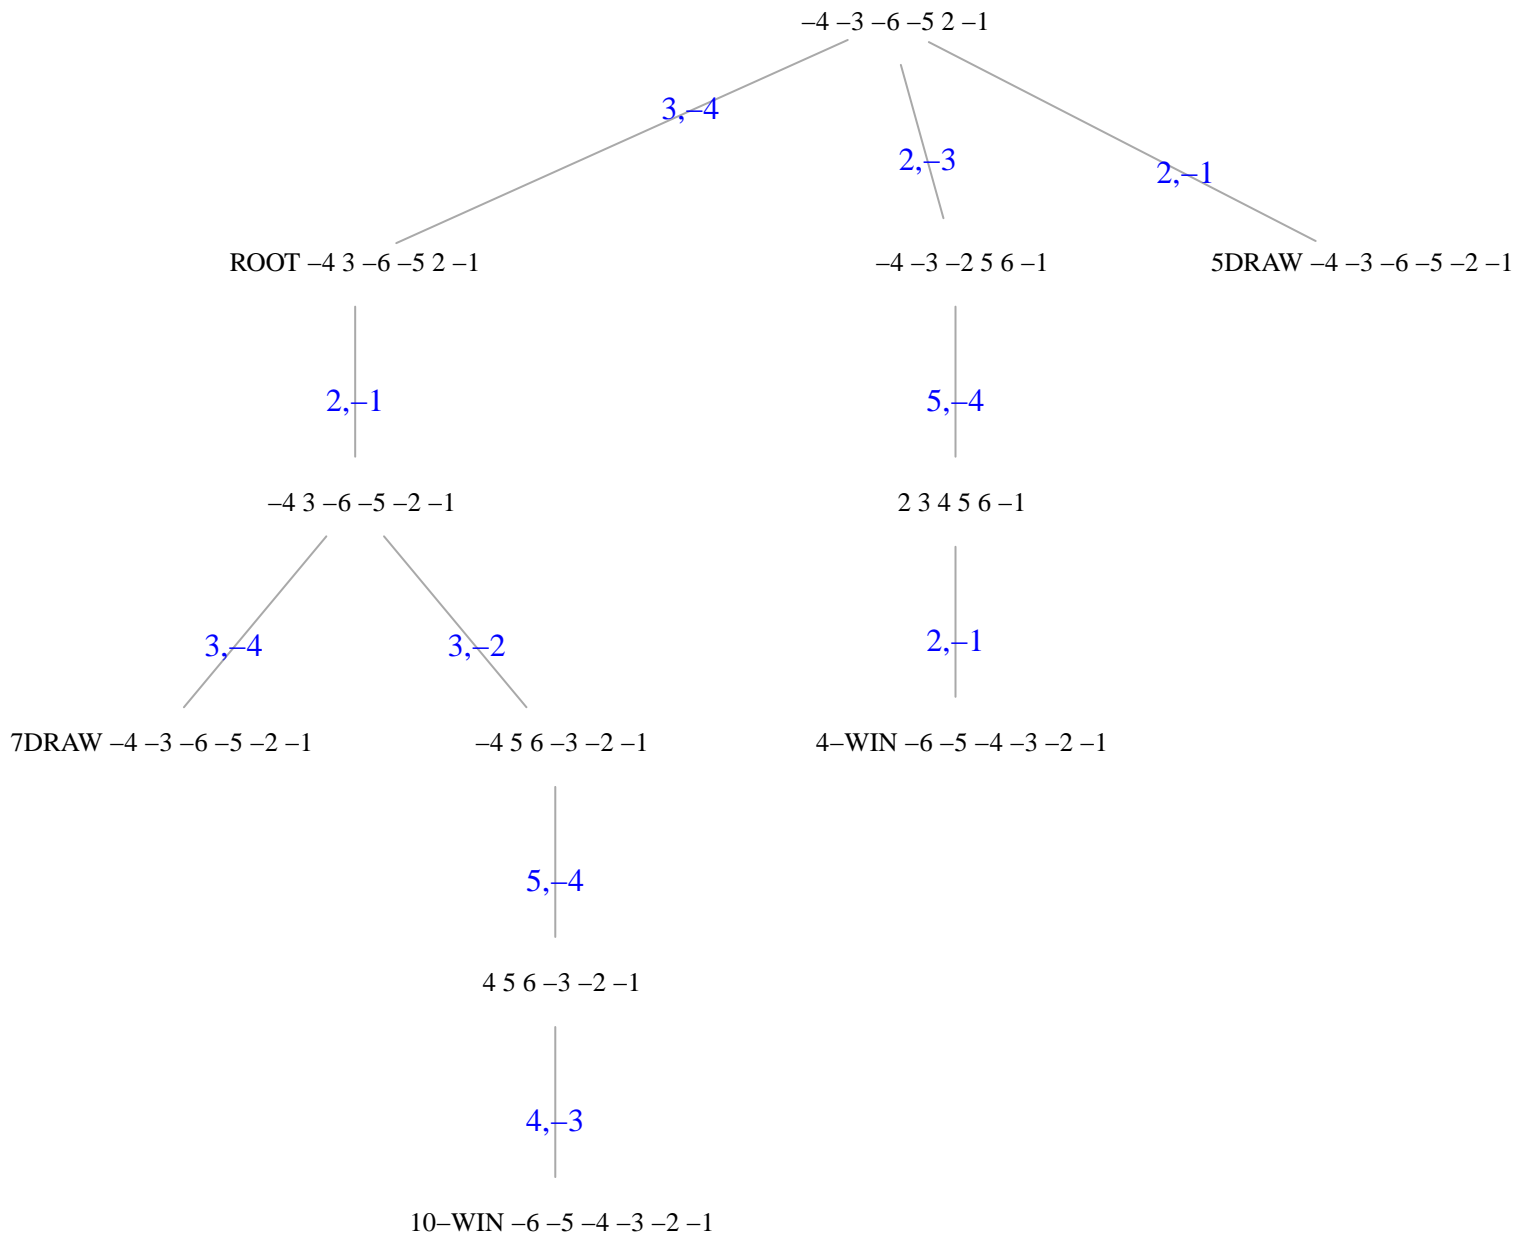 –4 –3 –6 –5 2 –1
3,–4
2,–3
2,–1
ROOT –4 3 –6 –5 2 –1
–4 –3 –2 5 6 –1
5DRAW –4 –3 –6 –5 –2 –1
2,–1
5,–4
–4 3 –6 –5 –2 –1
2 3 4 5 6 –1
3,–4
3,–2
2,–1
7DRAW –4 –3 –6 –5 –2 –1
–4 5 6 –3 –2 –1
4–WIN –6 –5 –4 –3 –2 –1
5,–4
4 5 6 –3 –2 –1
4,–3
10–WIN –6 –5 –4 –3 –2 –1